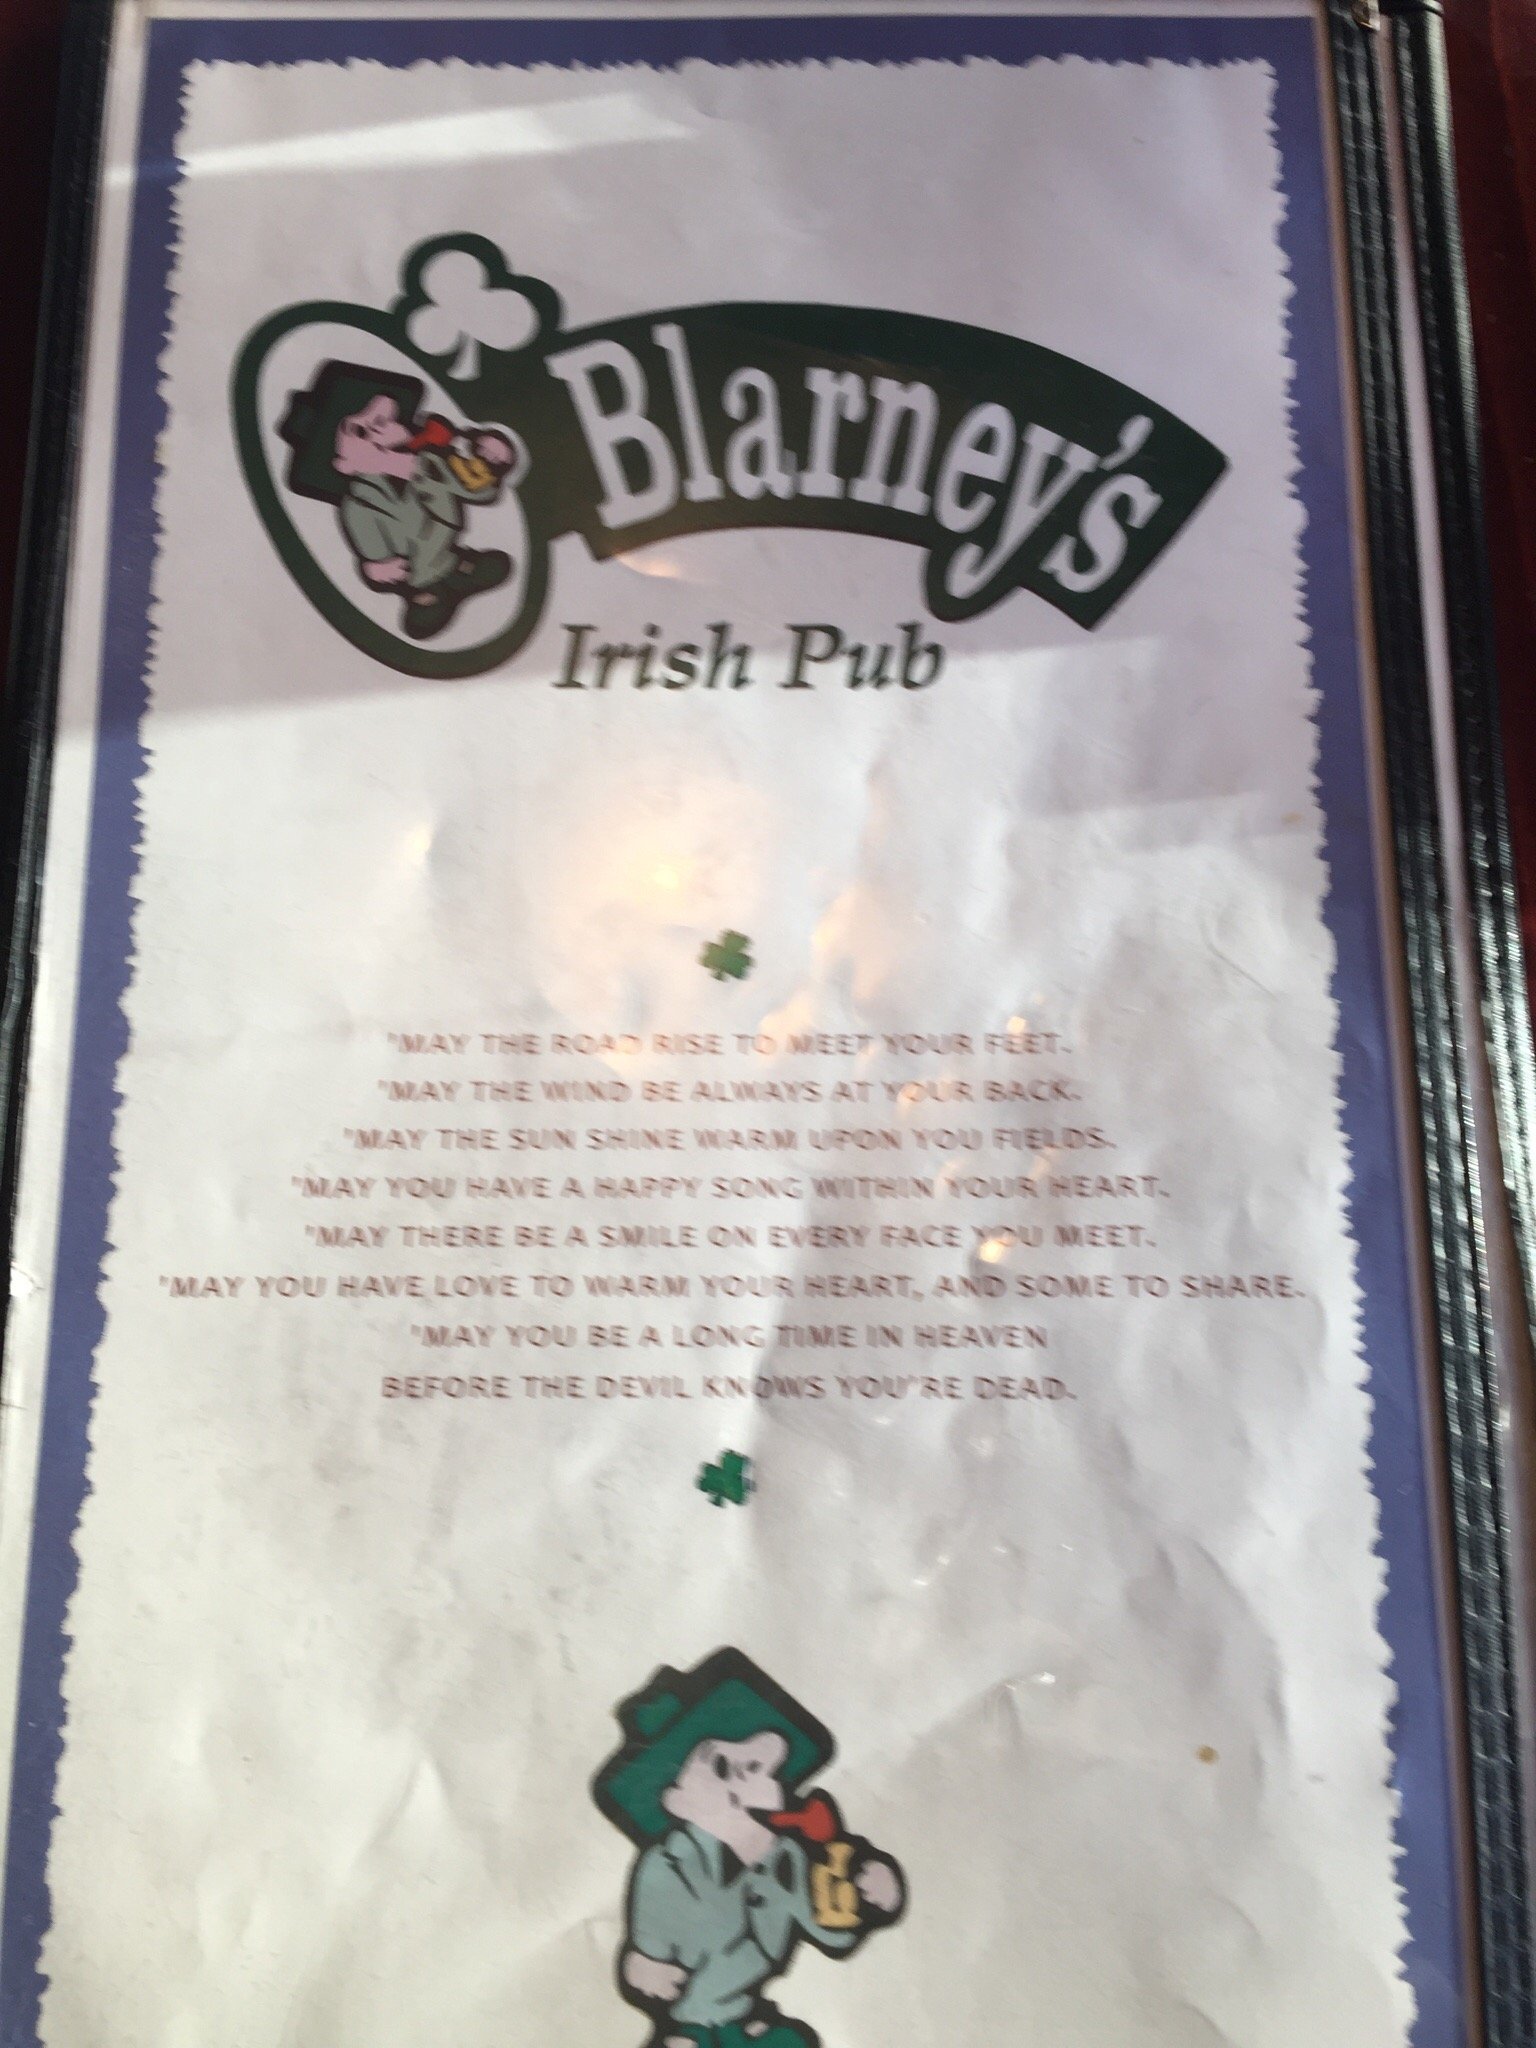 Blarney's
Irish Pub
"MAY THE ROAD RISE TO MEET YOUR FEET.
"MAY THE WIND BE ALWAYS AT YOUR BACK.
"MAY THE SUN SHINE WARM UPON YOU FIELDS.
"MAY YOU HAVE A HAPPY SONG WITHIN YOUR HEART.
"MAY THERE BE A SMILE ON EVERY FACE YOU MEET.
"MAY YOU HAVE LOVE TO WARM YOUR HEART, AND SOME TO SHARE.
"MAY YOU BE A LONG TIME IN HEAVEN
BEFORE THE DEVIL KNOWS YOU"RE DEAD.